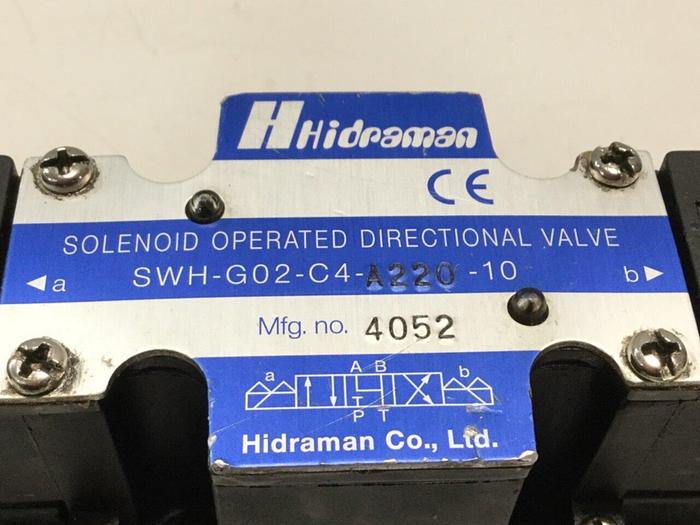 H Hidraman
CE
SOLENOID OPERATED DIRECTIONAL VALVE
◄a SWH-G02-C4-A220-10 b►
Mfg. no. 4052
a A B b
P T
Hidraman Co., Ltd.